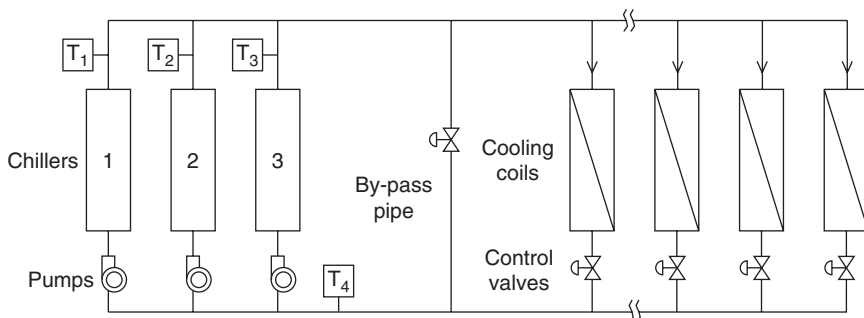 T1
T2
T3
Chillers
1
2
3
By-pass
pipe
Cooling
coils
Pumps
T4
Control
valves